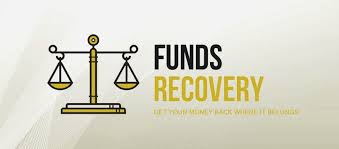 FUNDS
RECOVERY
GET YOUR MONEY BACK WHERE IT BELONGS!